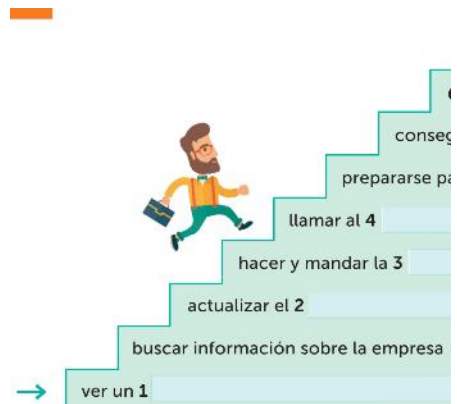 conseg
prepararse pa
llamar al 4
hacer y mandar la 3
actualizar el 2
buscar información sobre la empresa
ver un 1